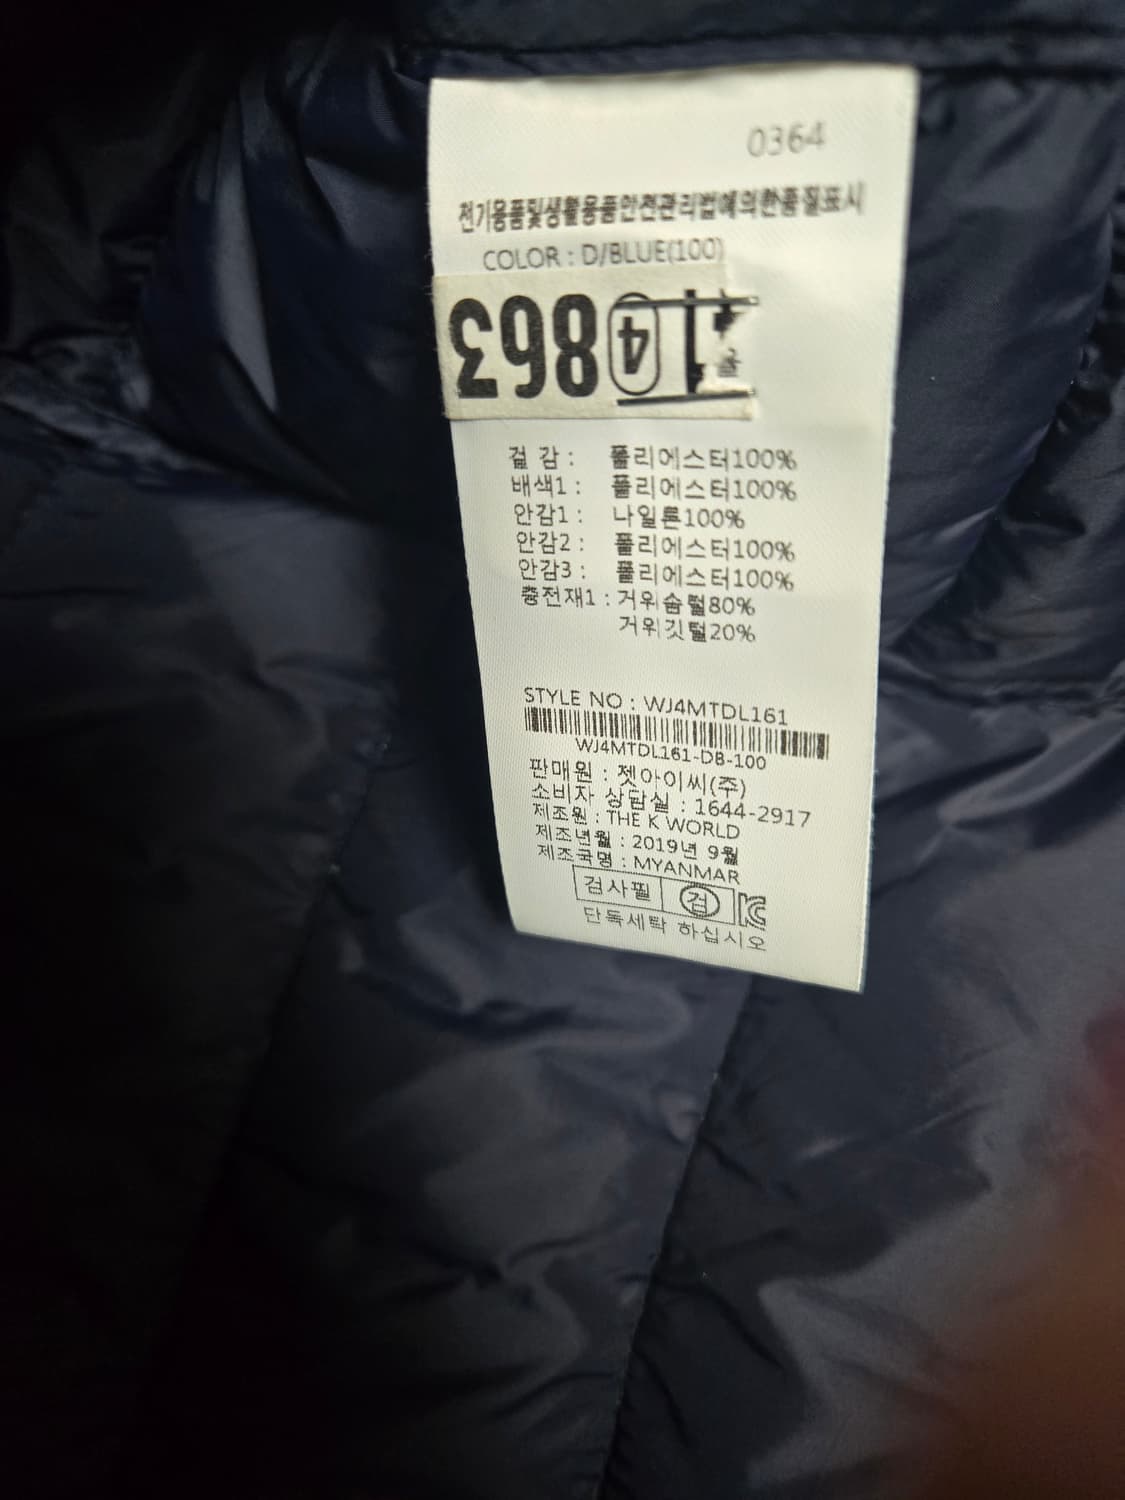 0364
전기용품및생활용품안전관리법에의한품질표시
COLOR : D/BLUE(100)
1④863
겉 감 : 폴리에스터100%
배색1 : 폴리에스터100%
안감1 : 나일론100%
안감2 : 폴리에스터100%
안감3 : 폴리에스터100%
충전재1 : 거위솜털80%
거위깃털20%
STYLE NO : WJ4MTDL161
WJ4MTDL161-DB-100
판매원 : 젯아이씨(주)
소비자 상담실 : 1644-2917
제조원 : THE K WORLD
제조년월 : 2019년 9월
제조국명 : MYANMAR
검사필 검 KC
단독세탁 하십시오